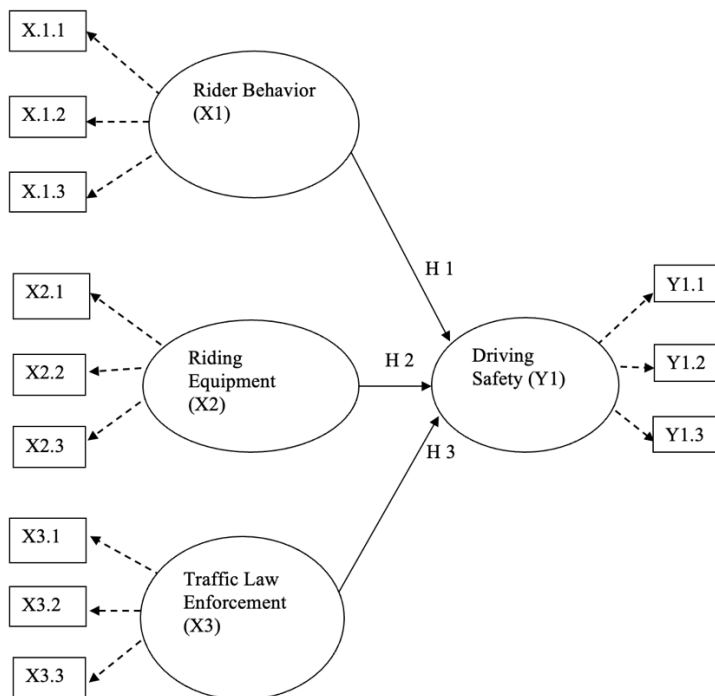 X.1.1
Rider Behavior
(X1)
X.1.2
X.1.3
H 1
X2.1
Y1.1
Riding
Equipment
(X2)
H 2
Driving
Safety (Y1)
X2.2
Y1.2
X2.3
Y1.3
H 3
X3.1
Traffic Law
Enforcement
(X3)
X3.2
X3.3